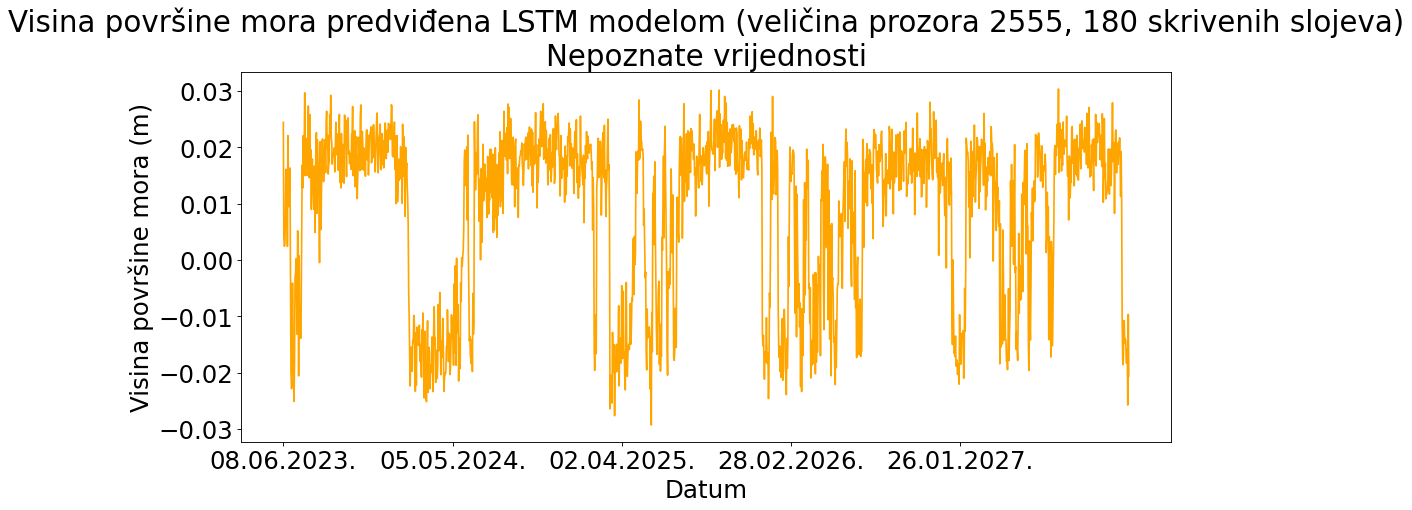 Visina površine mora predviđena LSTM modelom (veličina prozora 2555, 180 skrivenih slojeva)
Nepoznate vrijednosti
Visina površine mora (m)
0.03
0.02
0.01
0.00
−0.01
−0.02
−0.03
08.06.2023. 05.05.2024. 02.04.2025. 28.02.2026. 26.01.2027.
Datum